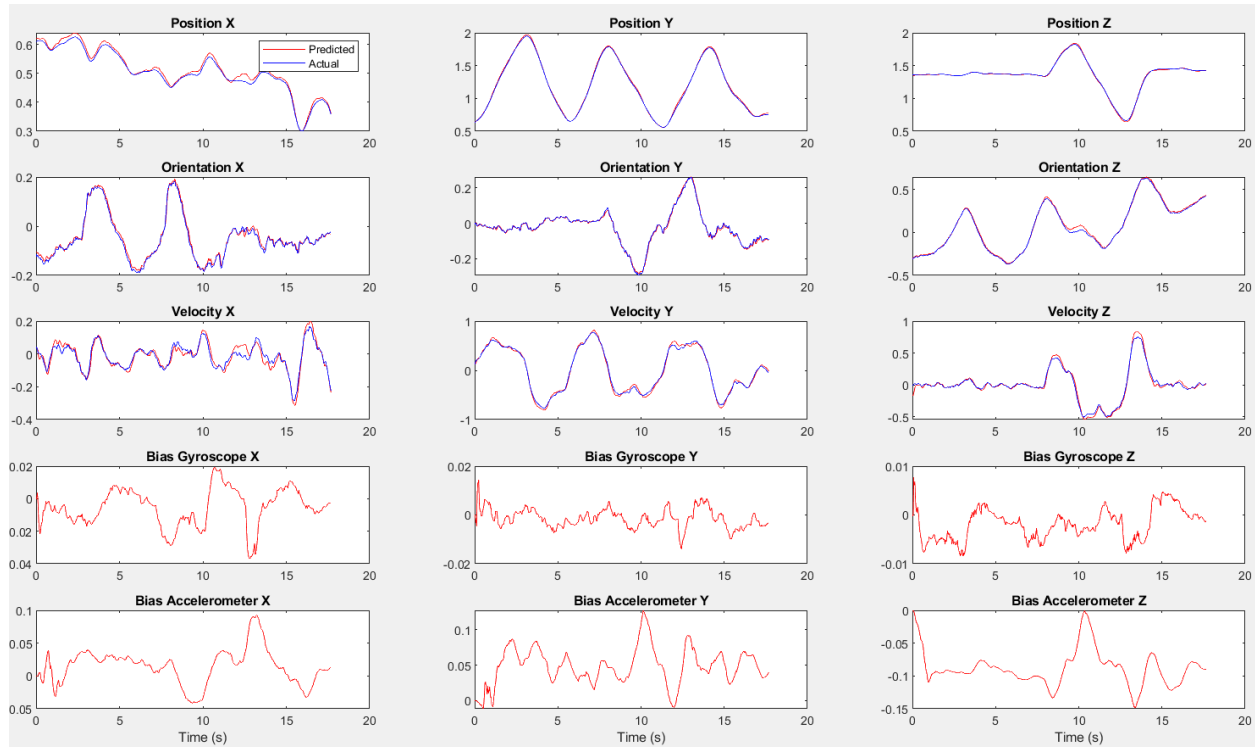 Position X
Position Y
Position Z
0.6
0.5
0.4
0.3
Predicted
Actual
2
1.5
1
0.5
2
1.5
1
0.5
0 5 10 15 20
0 5 10 15 20
0 5 10 15 20
Orientation X
Orientation Y
Orientation Z
0.2
0
-0.2
0.2
0
-0.2
0.5
0
-0.5
0 5 10 15 20
0 5 10 15 20
0 5 10 15 20
Velocity X
Velocity Y
Velocity Z
0.2
0
-0.2
-0.4
1
0
-1
1
0.5
0
-0.5
0 5 10 15 20
0 5 10 15 20
0 5 10 15 20
Bias Gyroscope X
Bias Gyroscope Y
Bias Gyroscope Z
0.02
0
0.02
0.04
0.02
0
-0.02
0.01
0
-0.01
0 5 10 15 20
0 5 10 15 20
0 5 10 15 20
Bias Accelerometer X
Bias Accelerometer Y
Bias Accelerometer Z
0.1
0.05
0
0.05
0.1
0.05
0
0
-0.05
-0.1
-0.15
0 5 10 15 20
0 5 10 15 20
0 5 10 15 20
Time (s)
Time (s)
Time (s)